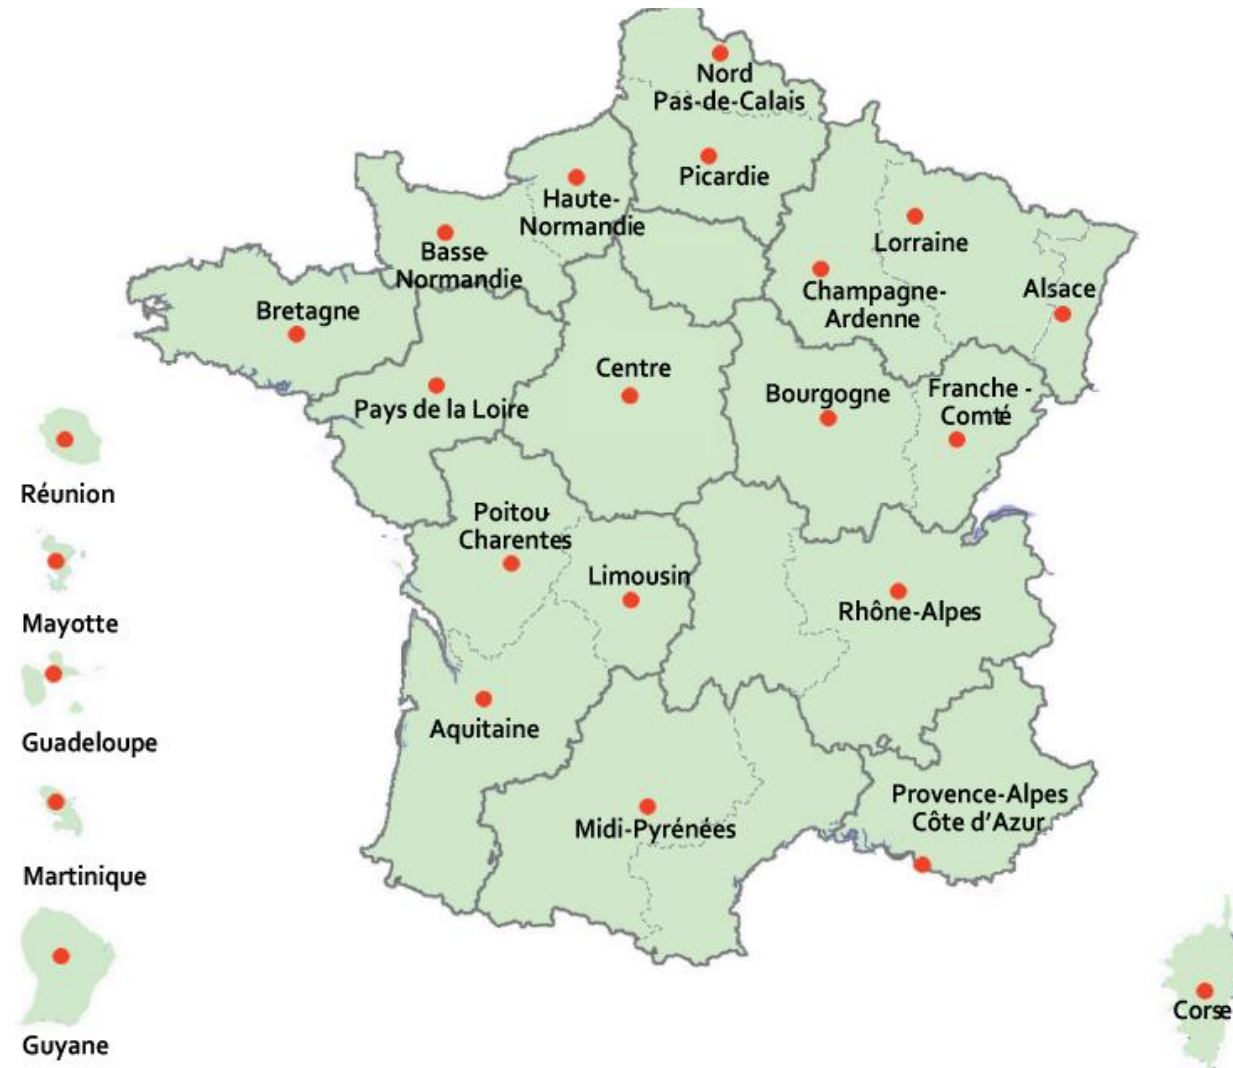 Nord
Pas-de-Calais
Picardie
Haute-
Normandie
Basse-
Normandie
Lorraine
Champagne-
Ardenne
Alsace
Bretagne
Centre
Bourgogne
Franche -
Comté
Pays de la Loire
Réunion
Poitou-
Charentes
Limousin
Rhône-Alpes
Mayotte
Aquitaine
Guadeloupe
Provence-Alpes
Côte d'Azur
Midi-Pyrénées
Martinique
Corse
Guyane